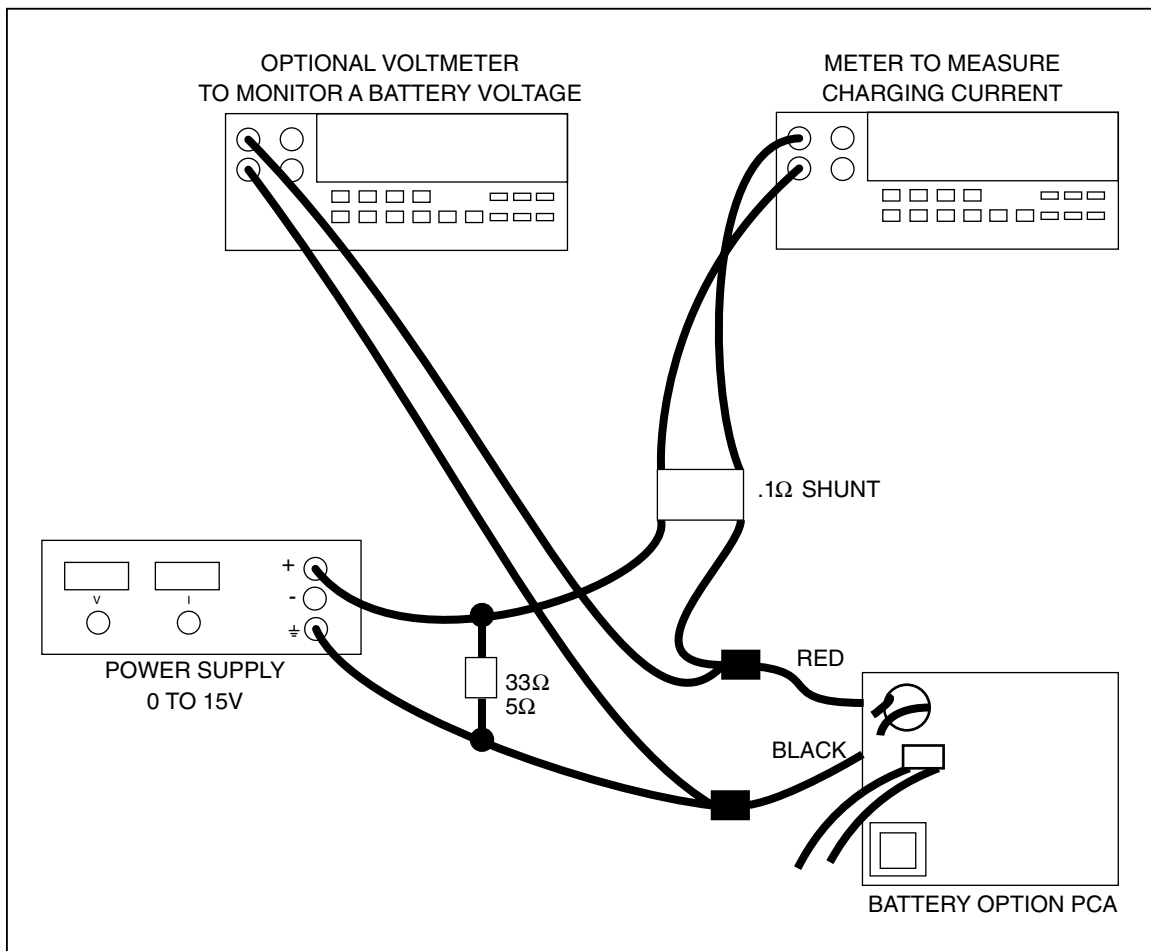 OPTIONAL VOLTMETER
TO MONITOR A BATTERY VOLTAGE
METER TO MEASURE
CHARGING CURRENT
.1Ω SHUNT
+
-
⏚
V
I
POWER SUPPLY
0 TO 15V
33Ω
5Ω
RED
BLACK
BATTERY OPTION PCA